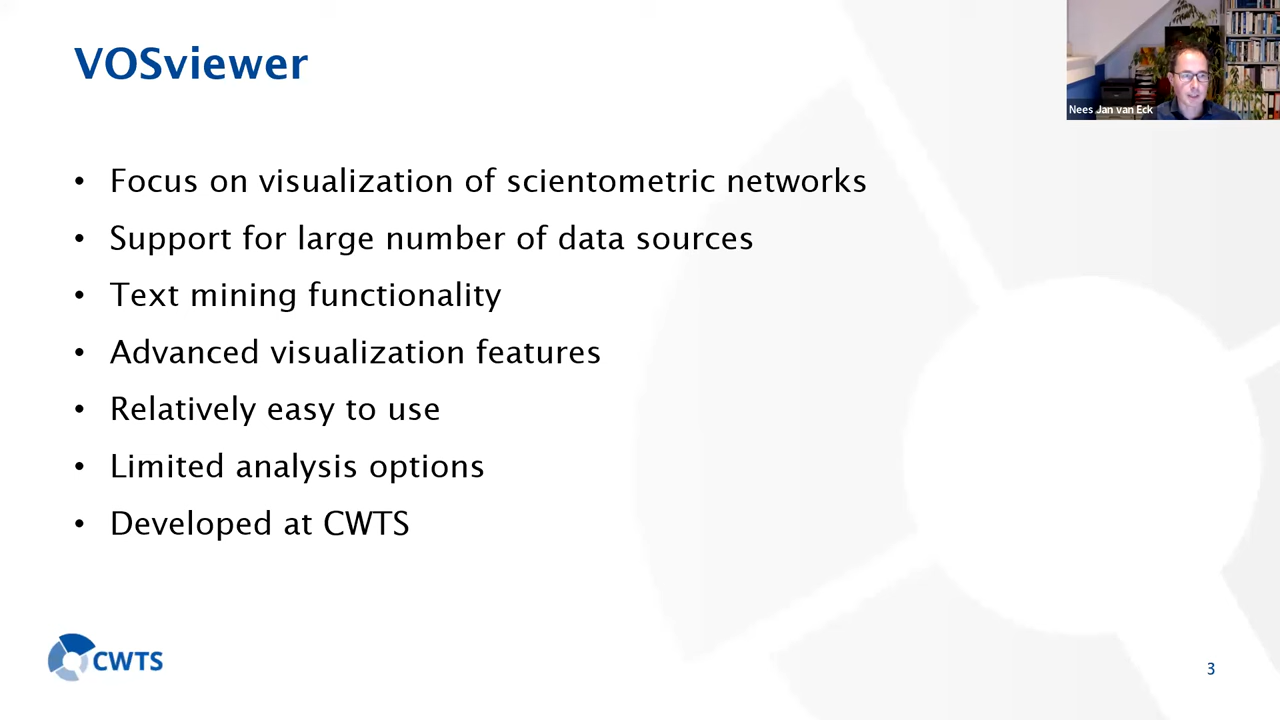 VOSviewer
Nees Jan van Eck
• Focus on visualization of scientometric networks
• Support for large number of data sources
• Text mining functionality
• Advanced visualization features
• Relatively easy to use
• Limited analysis options
• Developed at CWTS
CWTS
3